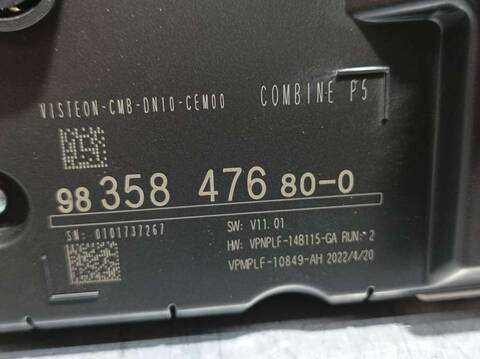 VISTEON-CMB-DN10-CEM00 COMBINE P5
98 358 476 80-0
SN: 0101737267
SW: V11.01
HW: VPNPLF-14B115-GA RUN: 2
VPMPLF-10849-AH 2022/4/20